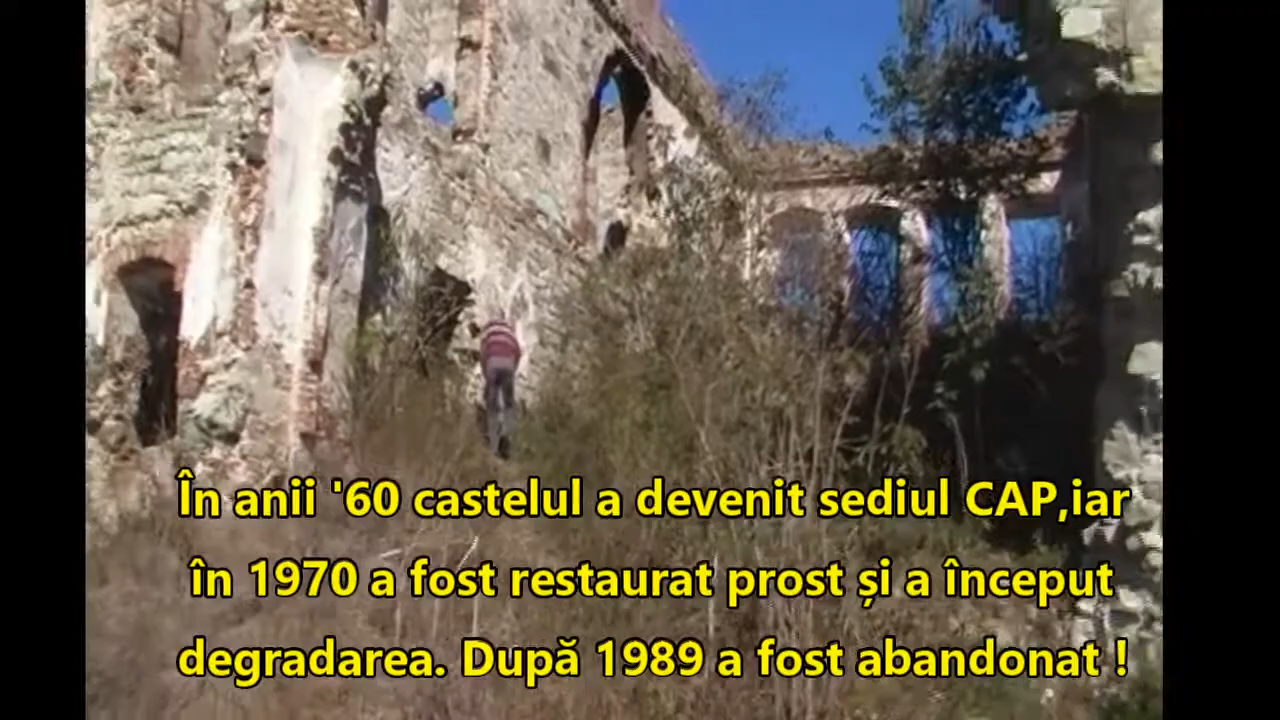 În anii '60 castelul a devenit sediul CAP,iar
în 1970 a fost restaurat prost și a început
degradarea. După 1989 a fost abandonat !